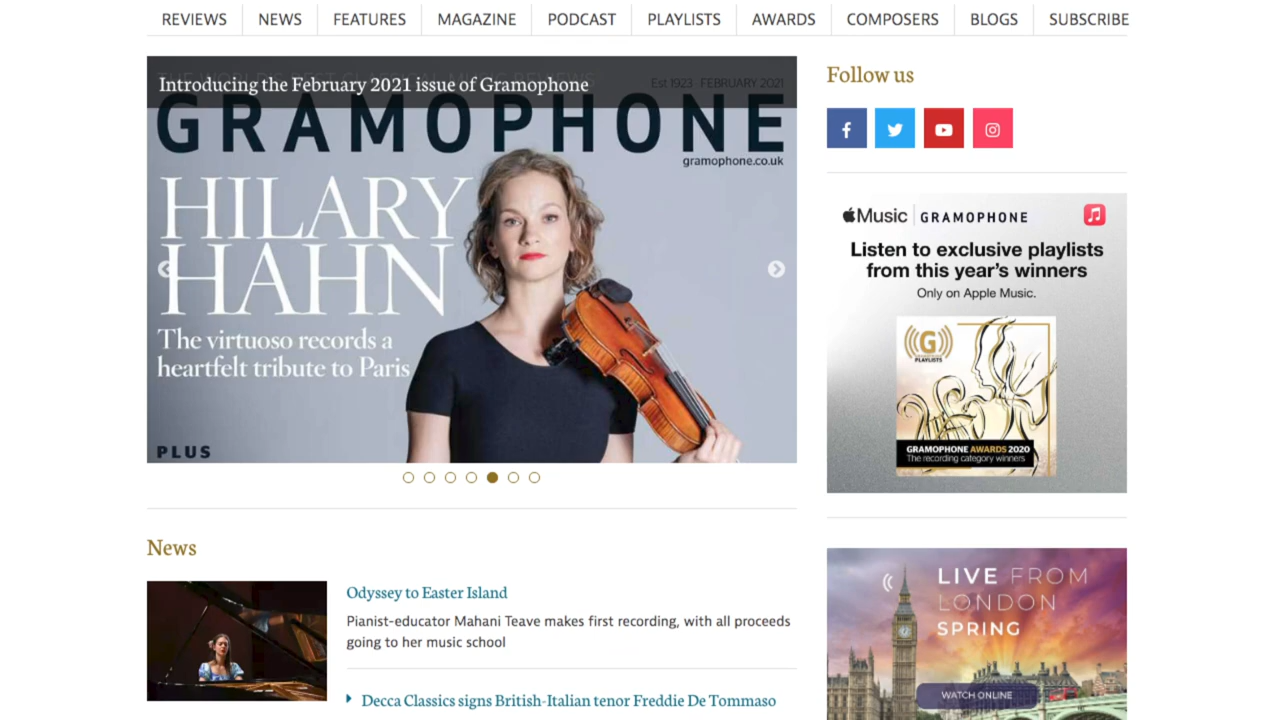 REVIEWS
NEWS
FEATURES
MAGAZINE
PODCAST
PLAYLISTS
AWARDS
COMPOSERS
BLOGS
SUBSCRIBE
Introducing the February 2021 issue of Gramophone
Est 1923 FEBRUARY 2021
GRAMOPHONE
gramophone.co.uk
HILARY
HAHN
The virtuoso records a
heartfelt tribute to Paris
PLUS
News
Odyssey to Easter Island
Pianist-educator Mahani Teave makes first recording, with all proceeds
going to her music school
Decca Classics signs British-Italian tenor Freddie De Tommaso
Follow us
Music GRAMOPHONE
Listen to exclusive playlists
from this year's winners
Only on Apple Music.
G
PLAYLISTS
GRAMOPHONE AWARDS 2020
The recording category winners
LIVE FROM
LONDON
SPRING
WATCH ONLINE